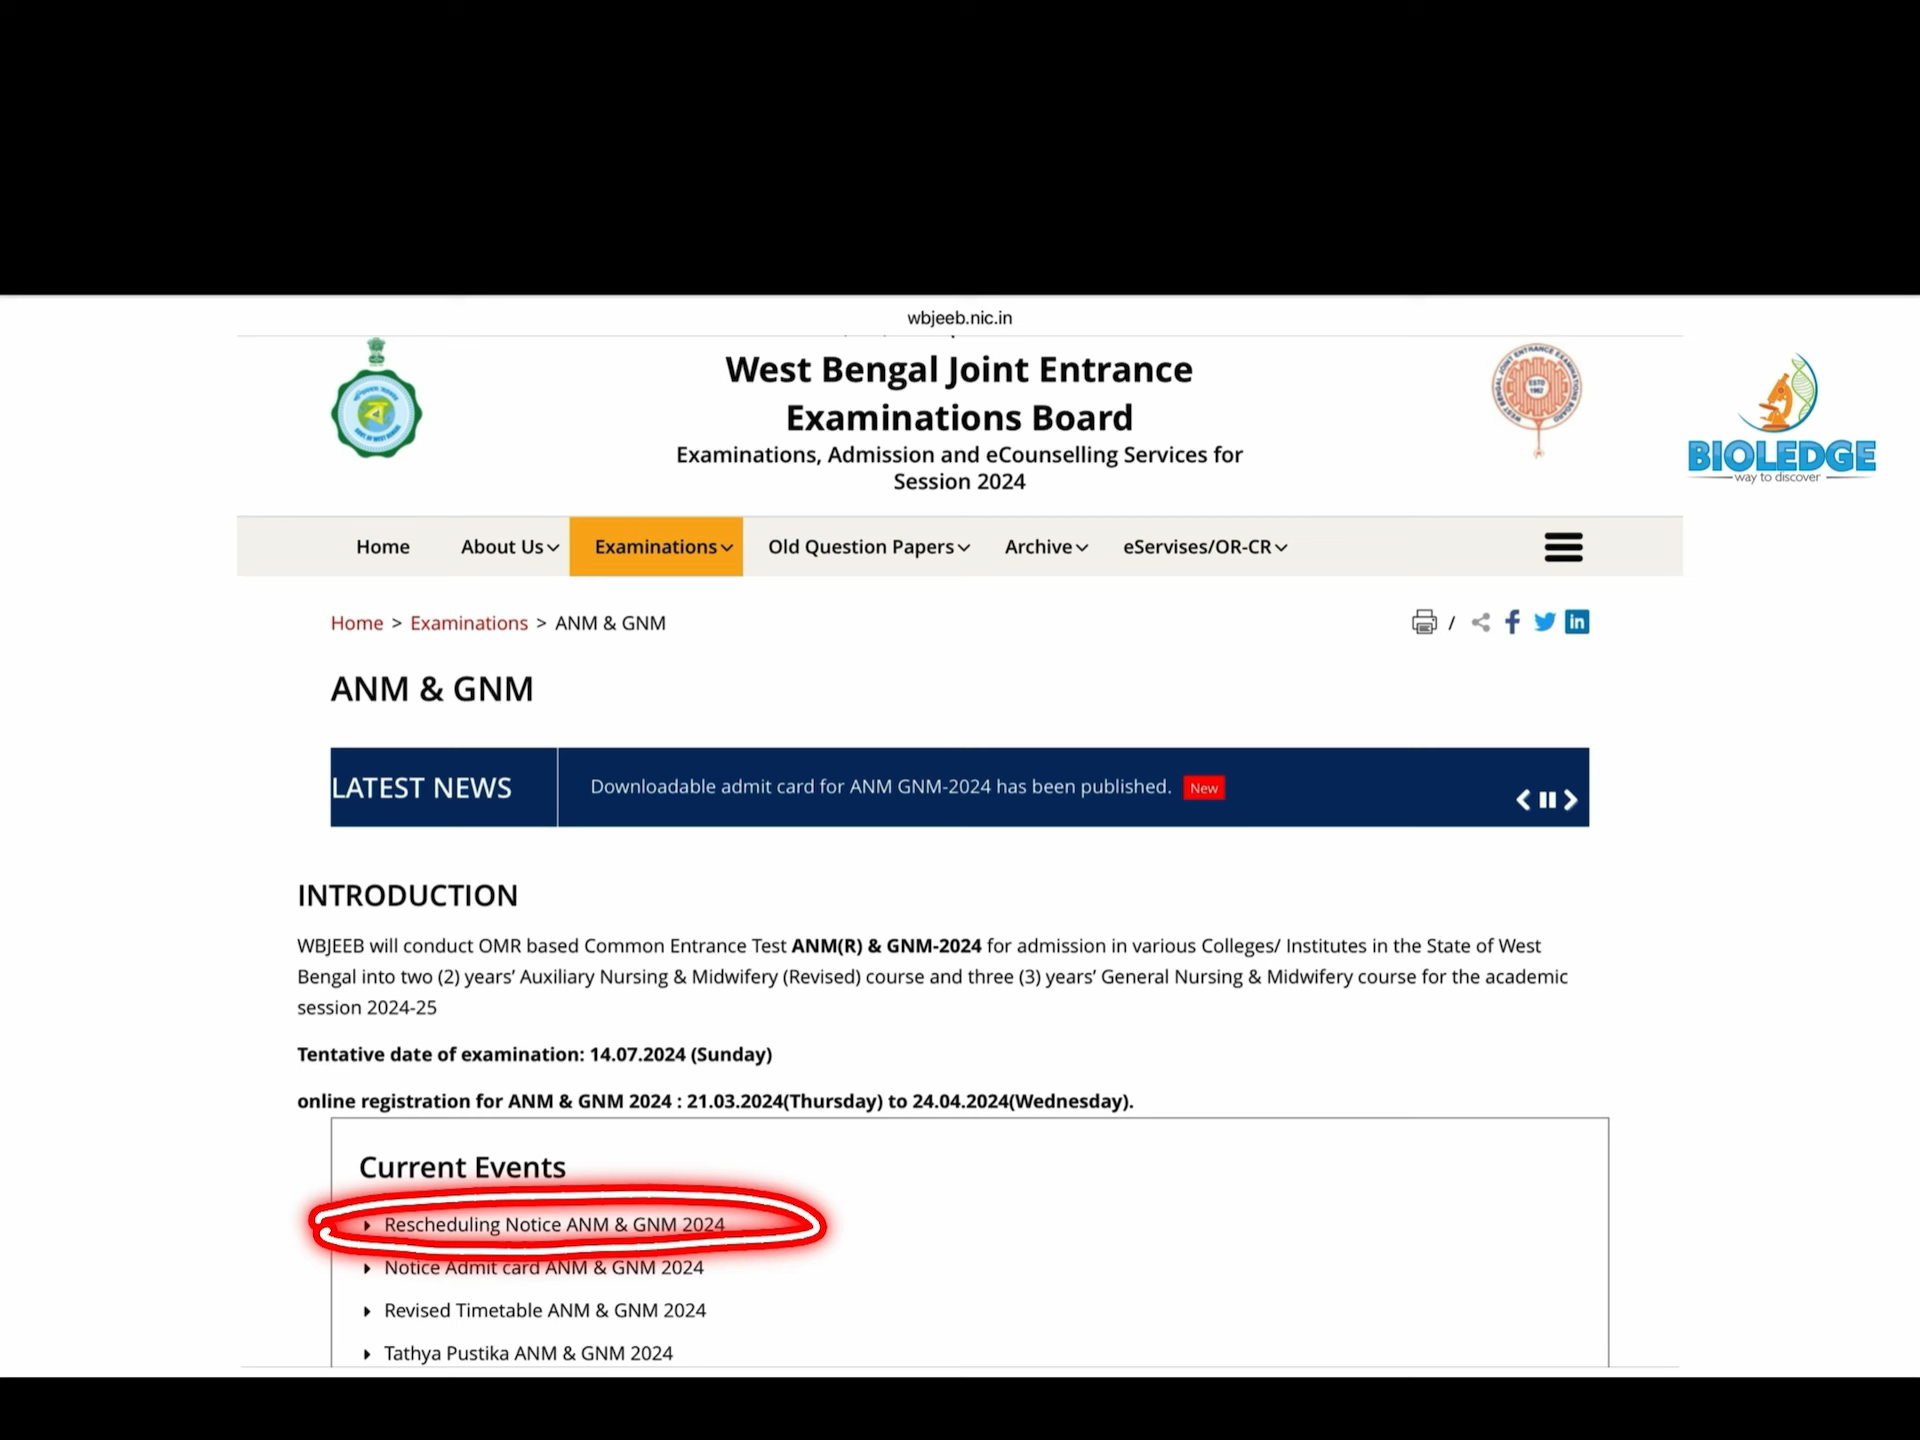 wbjeeb.nic.in
West Bengal Joint Entrance
Examinations Board
Examinations, Admission and eCounselling Services for
Session 2024
BIOLEDGE
way to discover
Home About Us Examinations Old Question Papers Archive eServises/OR-CR
Home > Examinations > ANM & GNM /
ANM & GNM
LATEST NEWS Downloadable admit card for ANM GNM-2024 has been published. New
INTRODUCTION
WBJEEB will conduct OMR based Common Entrance Test ANM(R) & GNM-2024 for admission in various Colleges/ Institutes in the State of West
Bengal into two (2) years’ Auxiliary Nursing & Midwifery (Revised) course and three (3) years’ General Nursing & Midwifery course for the academic
session 2024-25
Tentative date of examination: 14.07.2024 (Sunday)
online registration for ANM & GNM 2024 : 21.03.2024(Thursday) to 24.04.2024(Wednesday).
Current Events
Rescheduling Notice ANM & GNM 2024
Notice Admit card ANM & GNM 2024
Revised Timetable ANM & GNM 2024
Tathya Pustika ANM & GNM 2024